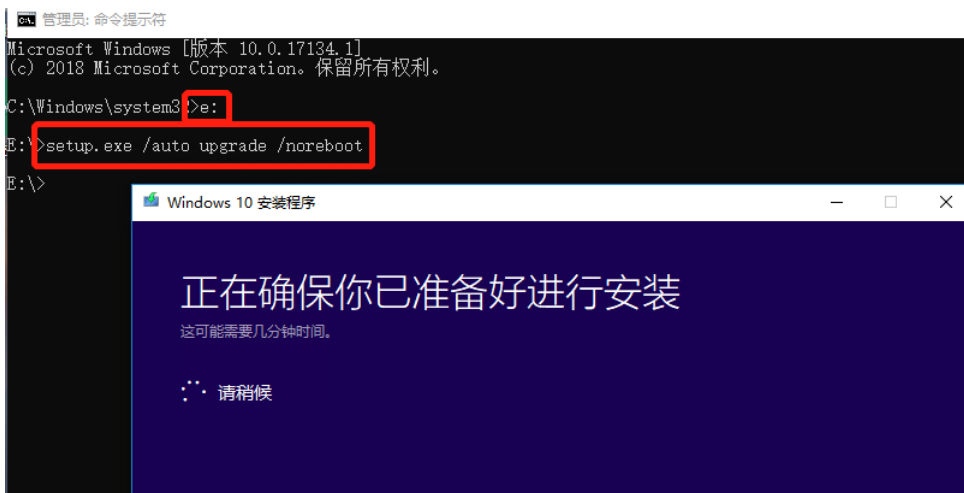 管理员: 命令提示符
Microsoft Windows [版本 10.0.17134.1]
(c) 2018 Microsoft Corporation。保留所有权利。
C:\Windows\system32>e:
E:\>setup.exe /auto upgrade /noreboot
E:\>
Windows 10 安装程序
正在确保你已准备好进行安装
这可能需要几分钟时间。
请稍候